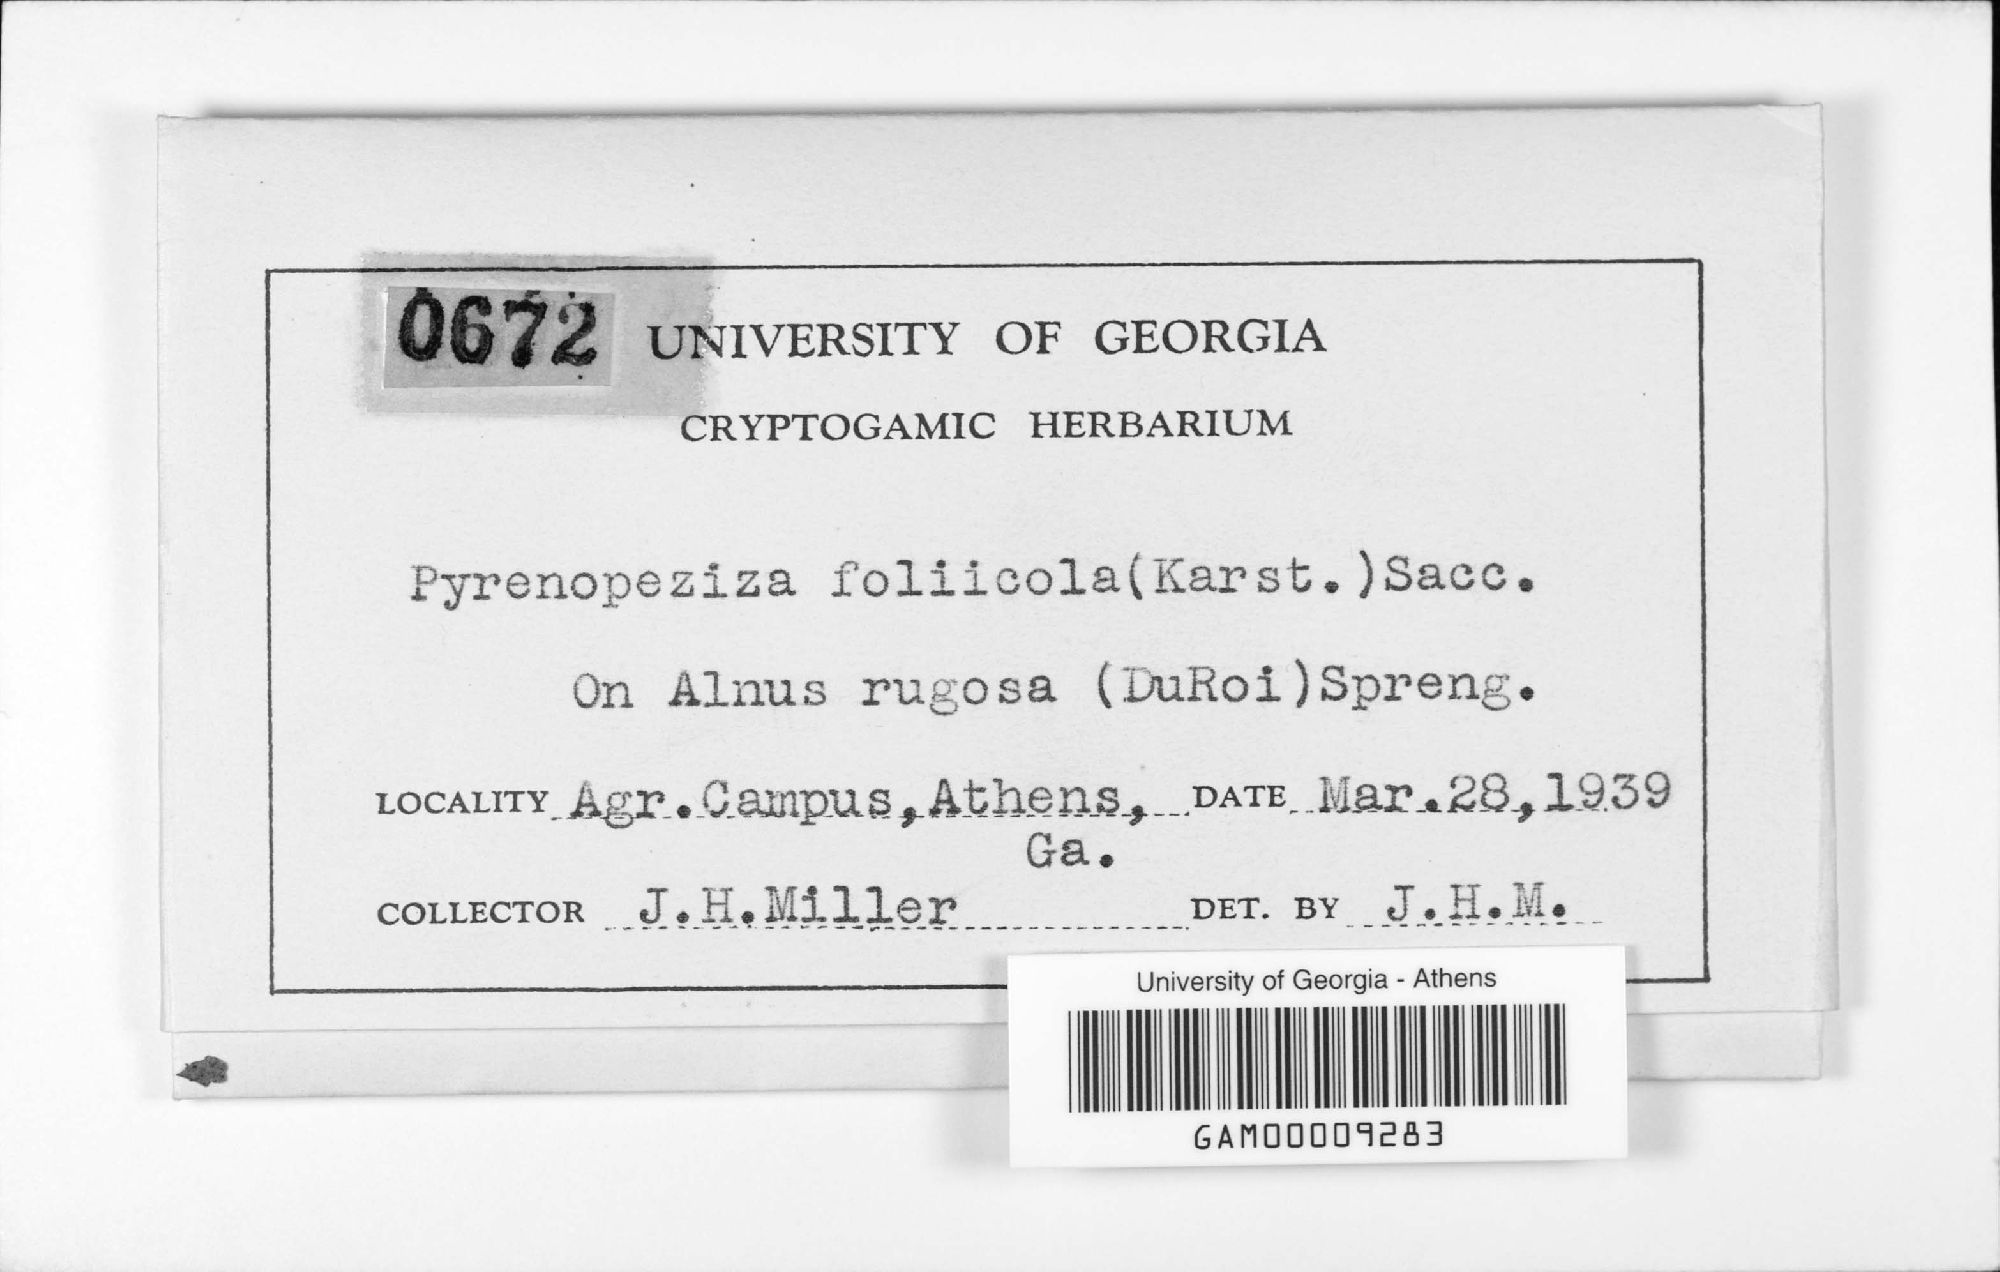 0672 UNIVERSITY OF GEORGIA
CRYPTOGAMIC HERBARIUM
Pyrenopeziza foliicola(Karst.)Sacc.
On Alnus rugosa (DuRoi)Spreng.
LOCALITY Agr.Campus,Athens, DATE Mar.28,1939
Ga.
COLLECTOR J.H.Miller DET. BY J.H.M.
University of Georgia - Athens
GAM00009283